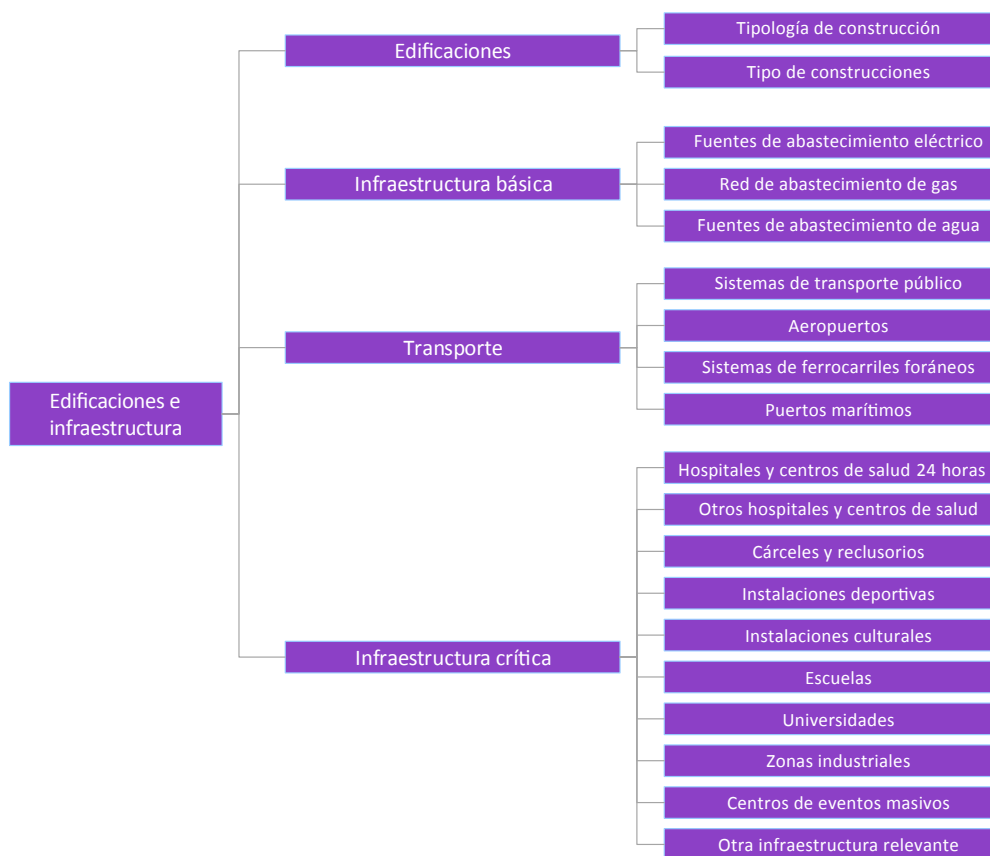 Edificaciones e
infraestructura
Edificaciones
Tipología de construcción
Tipo de construcciones
Infraestructura básica
Fuentes de abastecimiento eléctrico
Red de abastecimiento de gas
Fuentes de abastecimiento de agua
Transporte
Sistemas de transporte público
Aeropuertos
Sistemas de ferrocarriles foráneos
Puertos marítimos
Infraestructura crítica
Hospitales y centros de salud 24 horas
Otros hospitales y centros de salud
Cárceles y reclusorios
Instalaciones deportivas
Instalaciones culturales
Escuelas
Universidades
Zonas industriales
Centros de eventos masivos
Otra infraestructura relevante